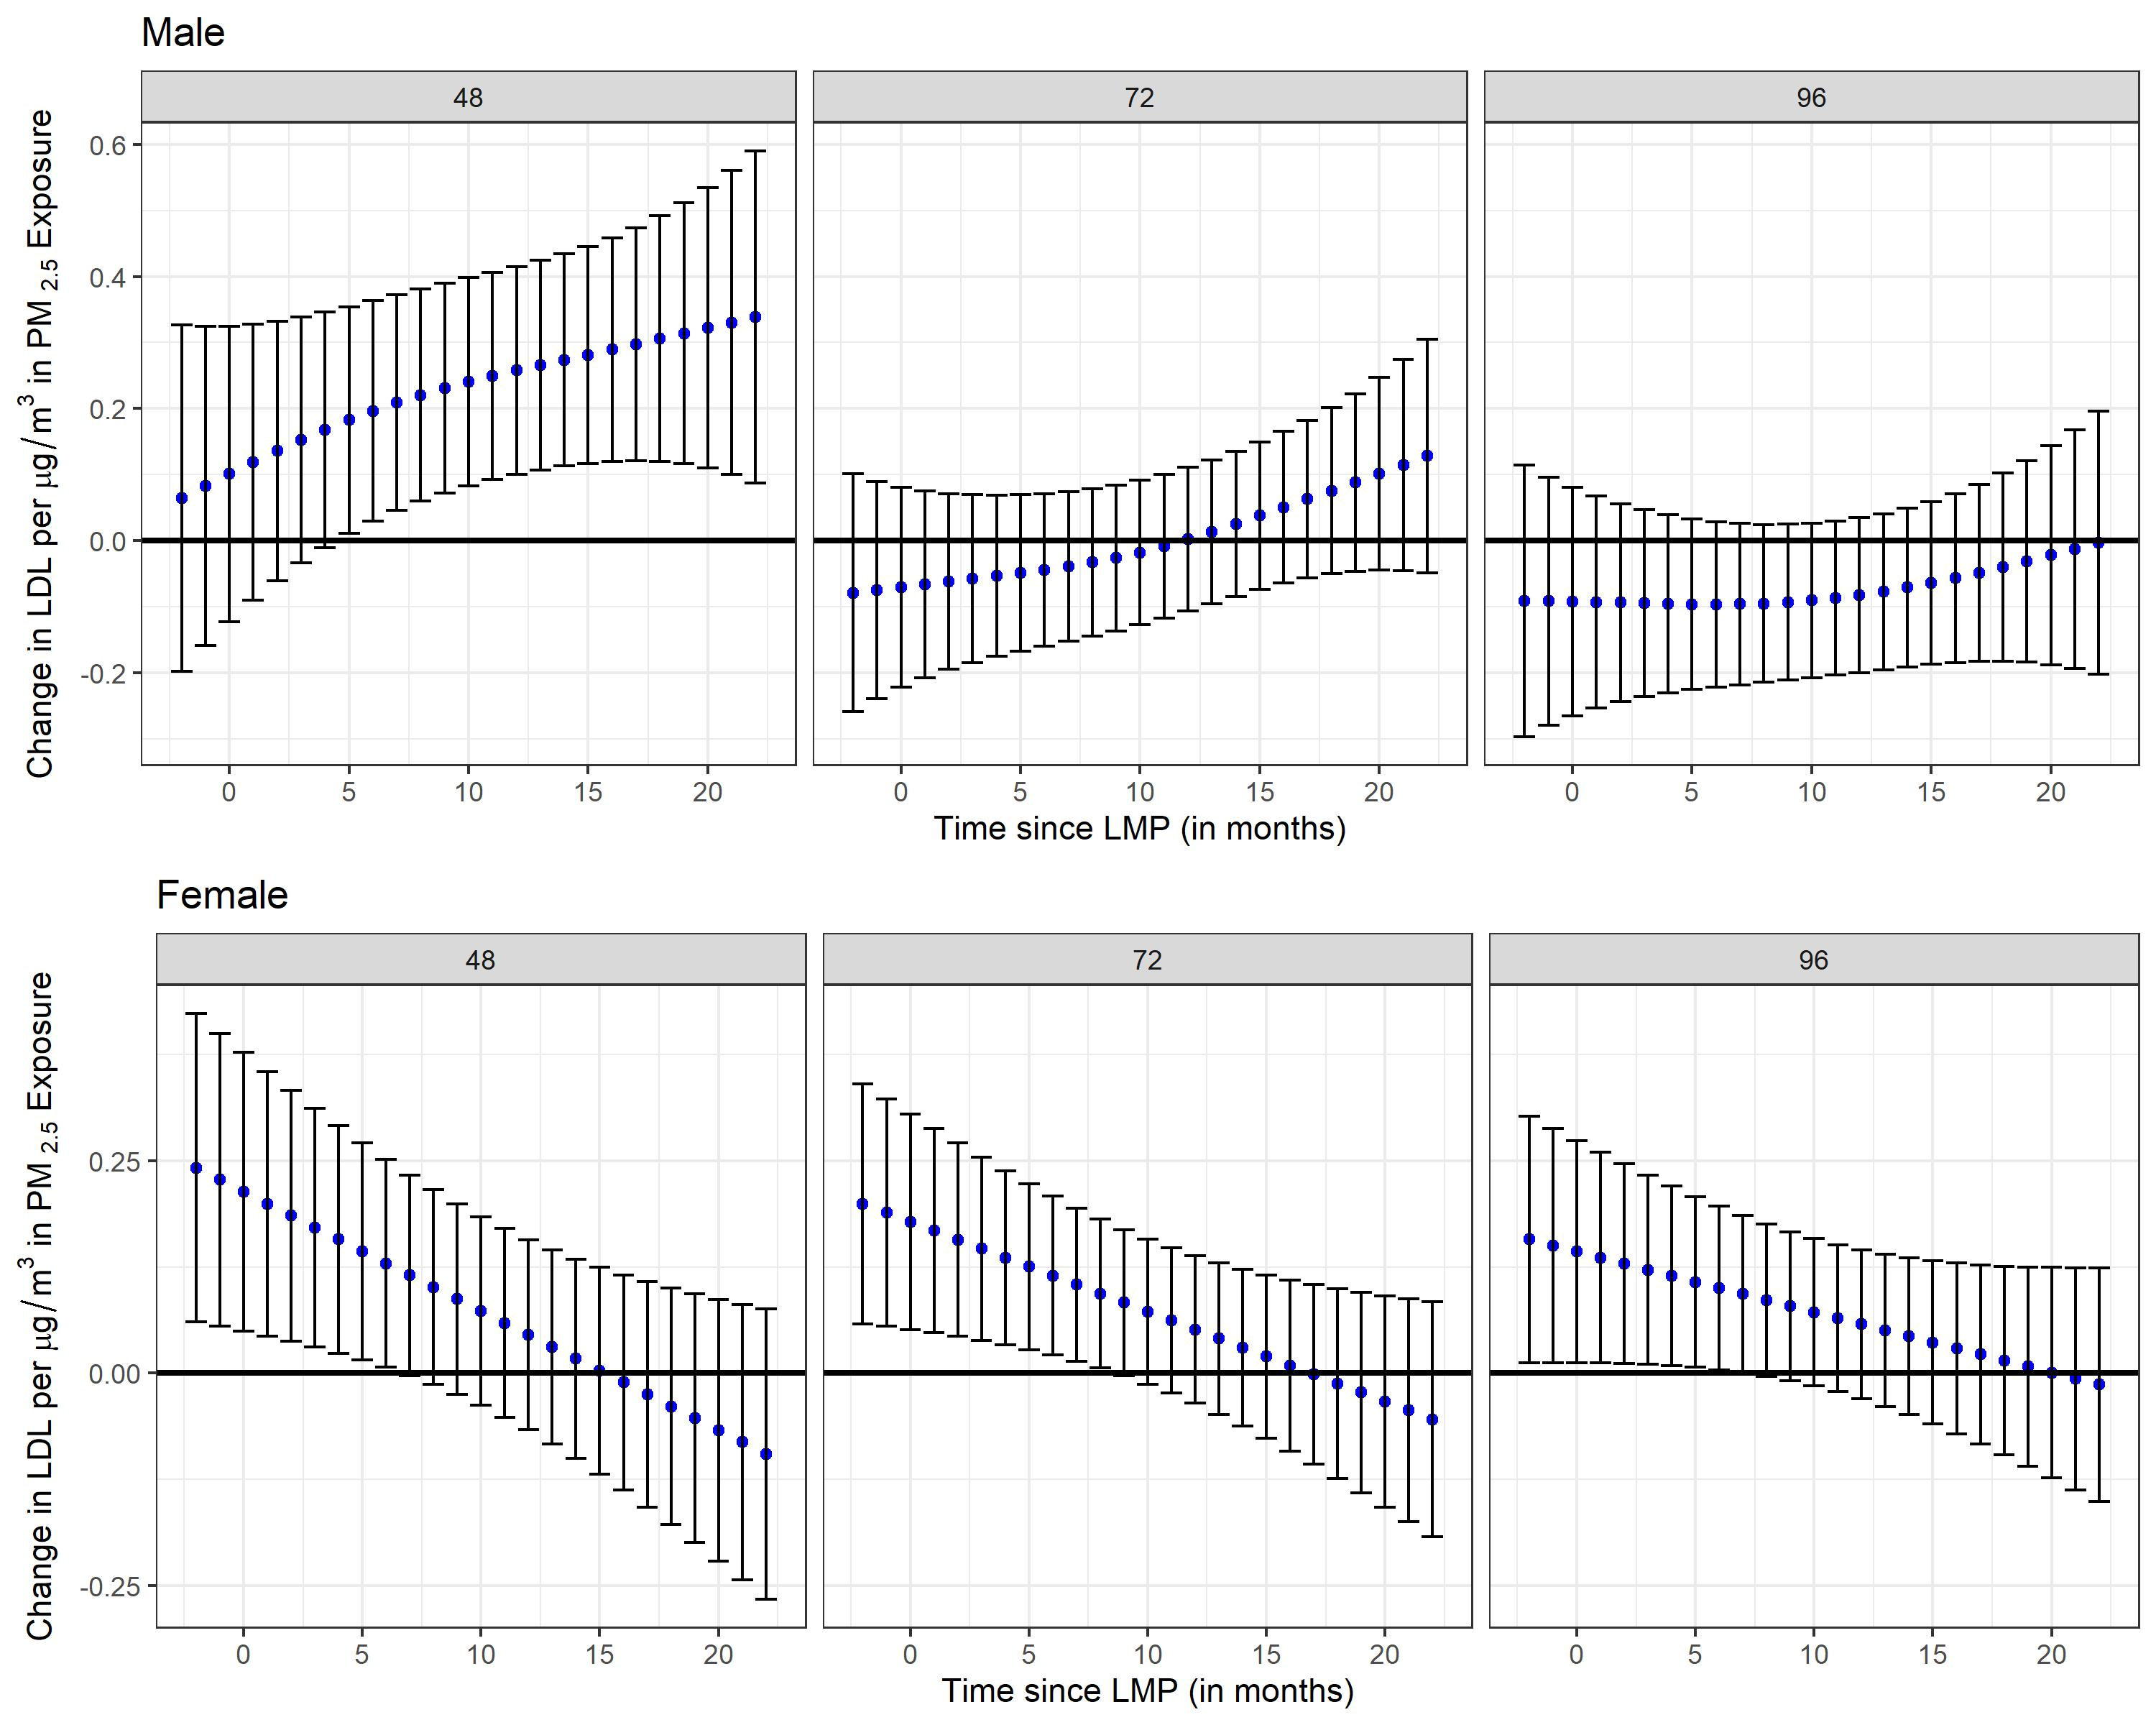 Male
48 72 96
Change in LDL per μg/m³ in PM 2.5 Exposure
0.6
0.4
0.2
0.0
-0.2
0 5 10 15 20 0 5 10 15 20 0 5 10 15 20
Time since LMP (in months)
Female
48 72 96
Change in LDL per μg/m³ in PM 2.5 Exposure
0.25
0.00
-0.25
0 5 10 15 20 0 5 10 15 20 0 5 10 15 20
Time since LMP (in months)